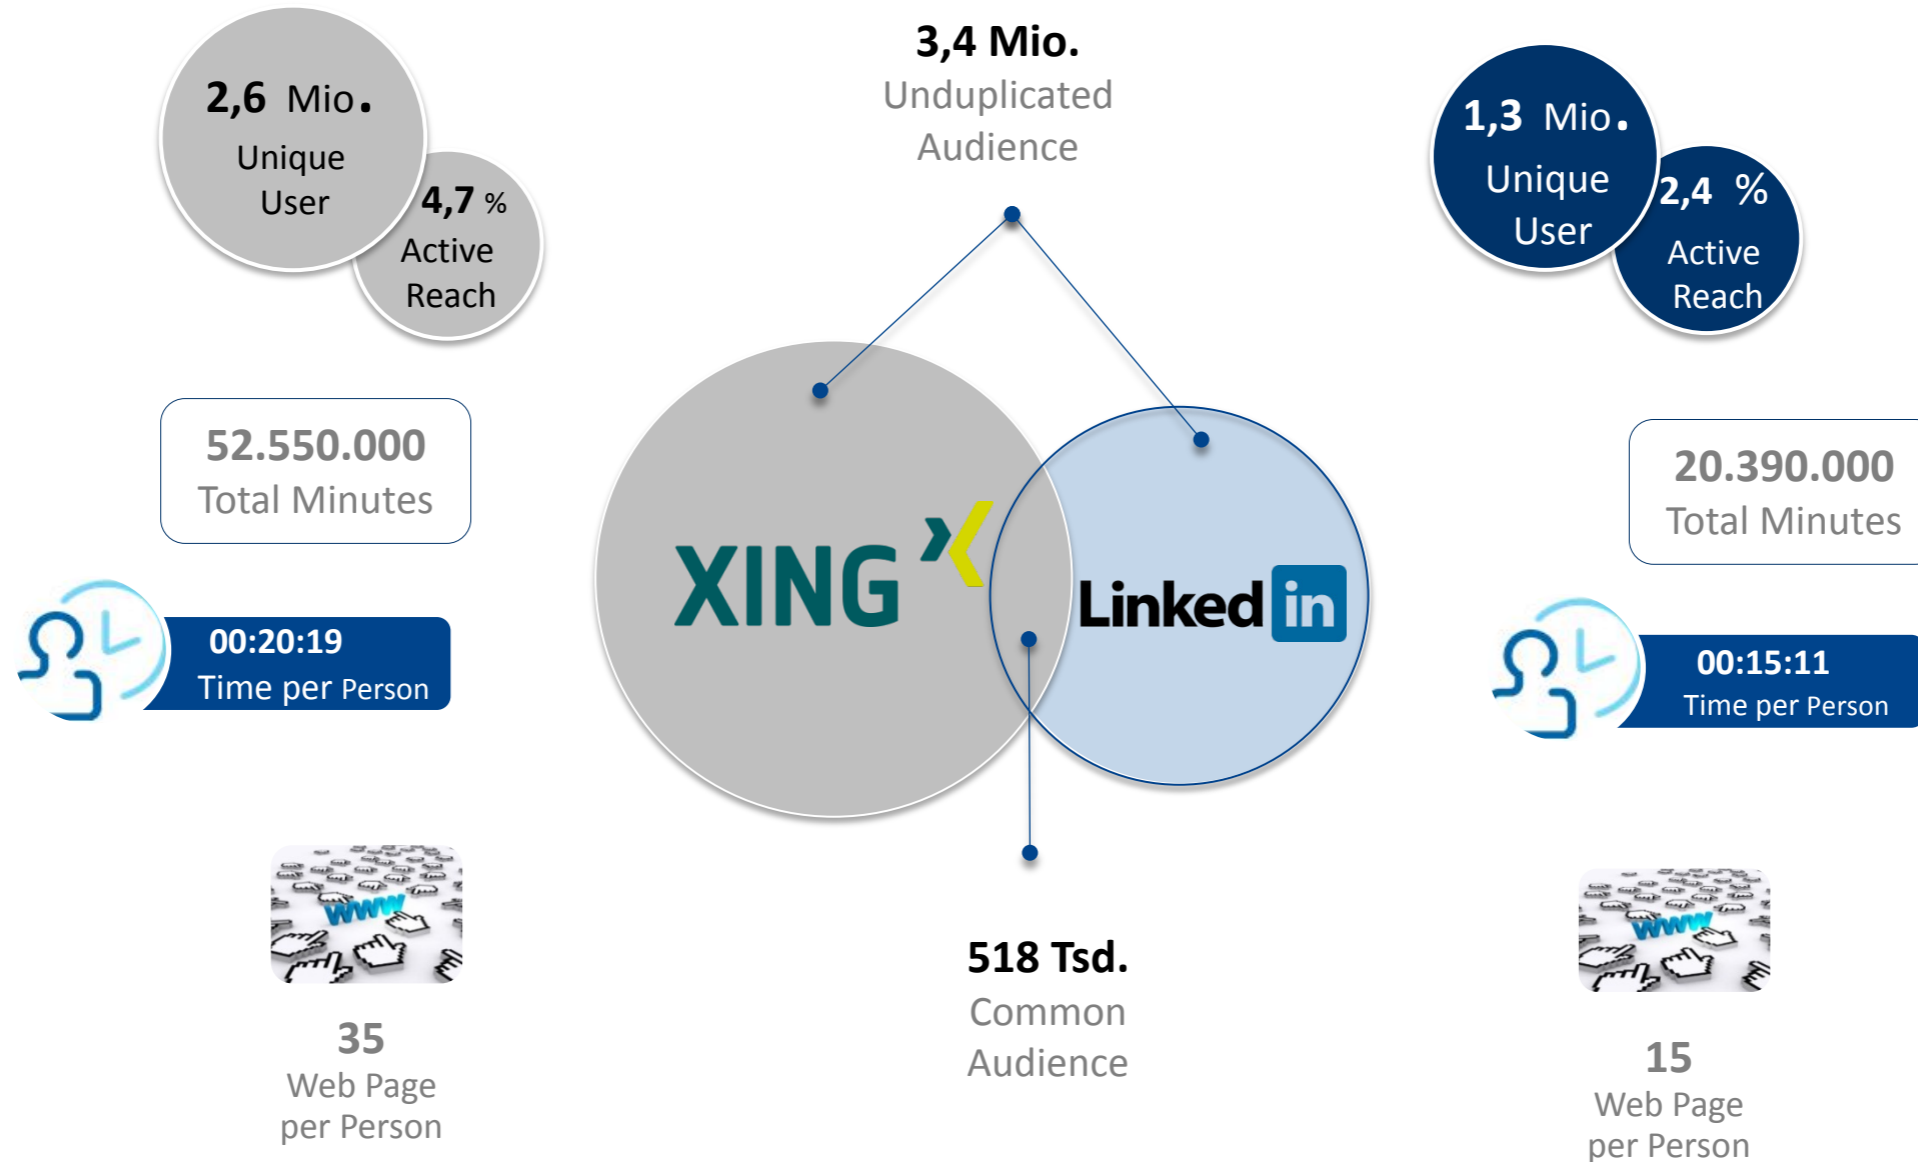 2,6 Mio.
Unique
User
4,7 %
Active
Reach
52.550.000
Total Minutes
00:20:19
Time per Person
www
35
Web Page
per Person
3,4 Mio.
Unduplicated
Audience
XING
Linked in
518 Tsd.
Common
Audience
1,3 Mio.
Unique
User
2,4 %
Active
Reach
20.390.000
Total Minutes
00:15:11
Time per Person
www
15
Web Page
per Person